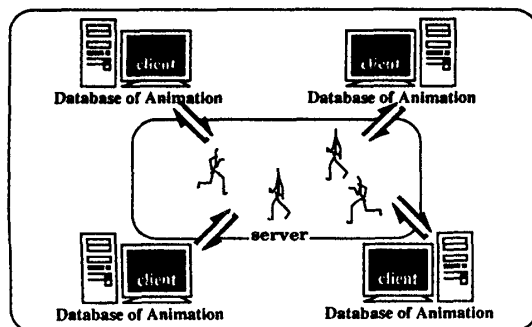 client
client
Database of Animation
Database of Animation
server
client
client
Database of Animation
Database of Animation